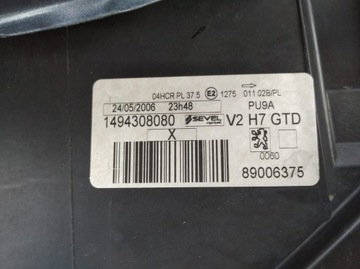 04HCR PL 37.5 E2 1275 011 02B/PL
24/05/2006 23h48 PU9A
1494308080 SEVEL V2 H7 GTD
X
0060
89006375